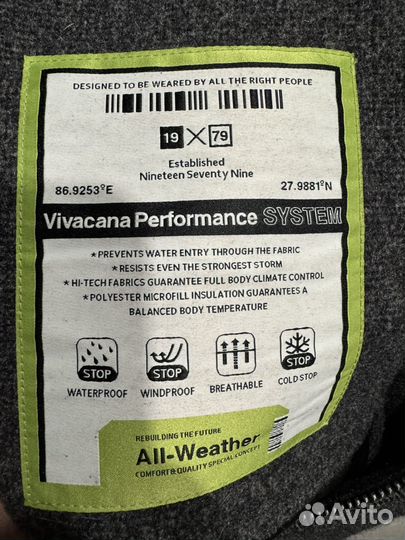 DESIGNED TO BE WEARED BY ALL THE RIGHT PEOPLE
19 X 79
Established
Nineteen Seventy Nine
86.9253°E 27.9881°N
Vivacana Performance SYSTEM
*PREVENTS WATER ENTRY THROUGH THE FABRIC
*RESISTS EVEN THE STRONGEST STORM
*HI-TECH FABRICS GUARANTEE FULL BODY CLIMATE CONTROL
*POLYESTER MICROFILL INSULATION GUARANTEES A
BALANCED BODY TEMPERATURE
STOP STOP STOP
WATERPROOF WINDPROOF BREATHABLE COLD STOP
REBUILDING THE FUTURE
All-Weather
COMFORT & QUALITY SPECIAL CONCEPT
Avito